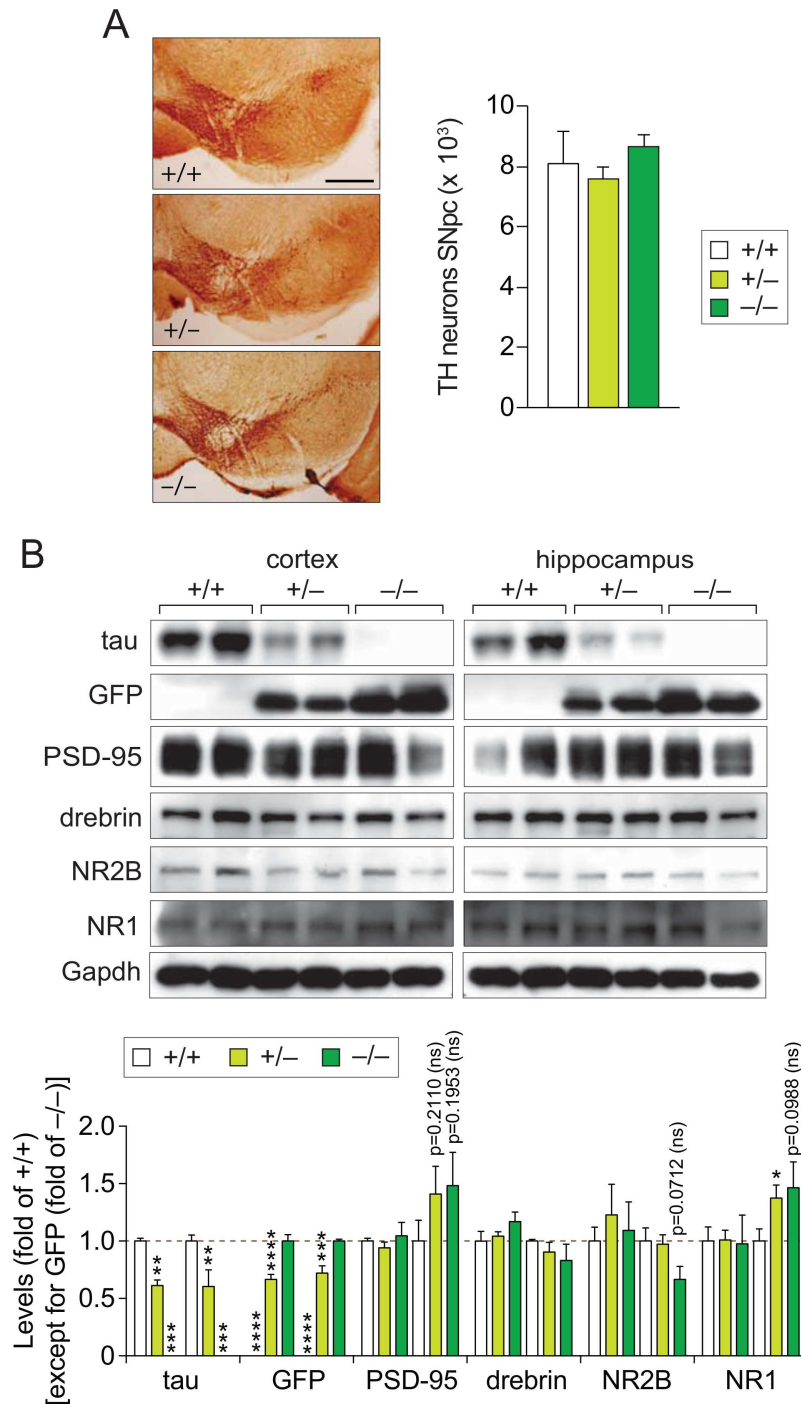 A
+/+
+/–
–/–
TH neurons SNpc (x 10³)
10
8
6
4
2
0
+/+
+/–
–/–
B
cortex
hippocampus
+/+
+/–
–/–
+/+
+/–
–/–
tau
GFP
PSD-95
drebrin
NR2B
NR1
Gapdh
+/+
+/–
–/–
Levels (fold of +/+)
[except for GFP (fold of –/–)]
2.0
1.5
1.0
0.5
0
**
***
**
***
****
****
****
***
p=0.2110 (ns)
p=0.1953 (ns)
p=0.0712 (ns)
*
p=0.0988 (ns)
tau
GFP
PSD-95
drebrin
NR2B
NR1